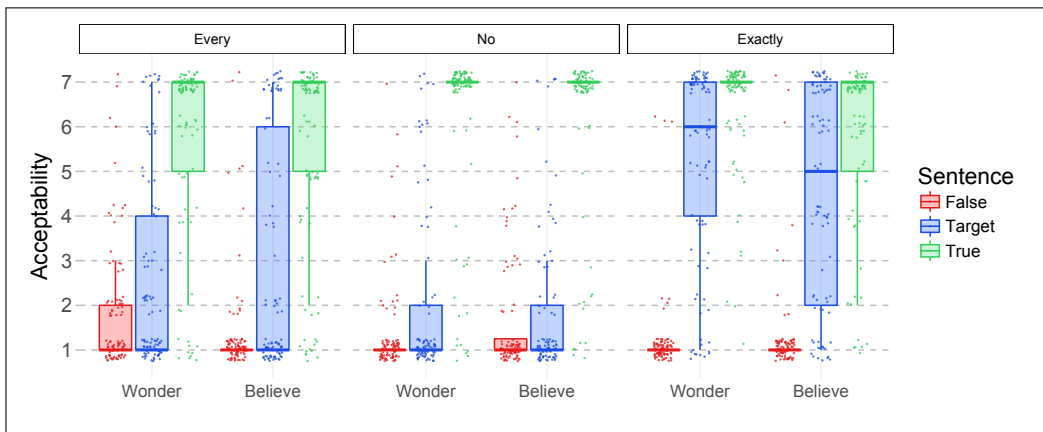 Every No Exactly
7
6
5
4
3
2
1
Acceptability
Wonder Believe Wonder Believe Wonder Believe
Sentence
False
Target
True